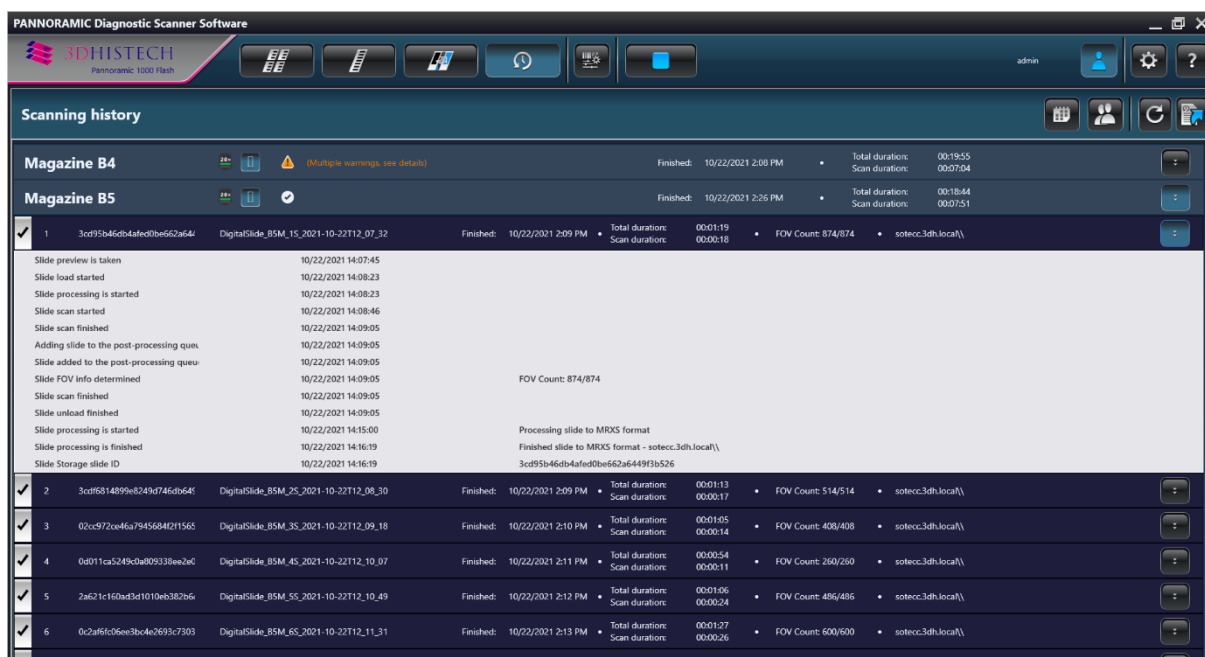 PANNORAMIC Diagnostic Scanner Software
3DHISTECH
Pannoramic 1000 Flash
admin
?
Scanning history
Magazine B4 20x (Multiple warnings, see details) Finished: 10/22/2021 2:08 PM • Total duration: 00:19:55
Scan duration: 00:07:04
Magazine B5 20x Finished: 10/22/2021 2:26 PM • Total duration: 00:18:44
Scan duration: 00:07:51
1 3cd95b46db4afed0be662a64 DigitalSlide_B5M_1S_2021-10-22T12_07_32 Finished: 10/22/2021 2:09 PM • Total duration: 00:01:19 • FOV Count: 874/874 • sotecc.3dh.local\\
Scan duration: 00:00:18
Slide preview is taken 10/22/2021 14:07:45
Slide load started 10/22/2021 14:08:23
Slide processing is started 10/22/2021 14:08:23
Slide scan started 10/22/2021 14:08:46
Slide scan finished 10/22/2021 14:09:05
Adding slide to the post-processing queu 10/22/2021 14:09:05
Slide added to the post-processing queu 10/22/2021 14:09:05
Slide FOV info determined 10/22/2021 14:09:05 FOV Count: 874/874
Slide scan finished 10/22/2021 14:09:05
Slide unload finished 10/22/2021 14:09:05
Slide processing is started 10/22/2021 14:15:00 Processing slide to MRXS format
Slide processing is finished 10/22/2021 14:16:19 Finished slide to MRXS format - sotecc.3dh.local\\
Slide Storage slide ID 10/22/2021 14:16:19 3cd95b46db4afed0be662a6449f3b526
2 3cdf6814899e8249d746db649 DigitalSlide_B5M_2S_2021-10-22T12_08_30 Finished: 10/22/2021 2:09 PM • Total duration: 00:01:13 • FOV Count: 514/514 • sotecc.3dh.local\\
Scan duration: 00:00:17
3 02cc972ce46a7945684f2f1565 DigitalSlide_B5M_3S_2021-10-22T12_09_18 Finished: 10/22/2021 2:10 PM • Total duration: 00:01:05 • FOV Count: 408/408 • sotecc.3dh.local\\
Scan duration: 00:00:14
4 0d011ca5249c0a809338ee2e0 DigitalSlide_B5M_4S_2021-10-22T12_10_07 Finished: 10/22/2021 2:11 PM • Total duration: 00:00:54 • FOV Count: 260/260 • sotecc.3dh.local\\
Scan duration: 00:00:11
5 2a621c160ad3d1010eb382b6 DigitalSlide_B5M_5S_2021-10-22T12_10_49 Finished: 10/22/2021 2:12 PM • Total duration: 00:01:06 • FOV Count: 486/486 • sotecc.3dh.local\\
Scan duration: 00:00:24
6 0c2af6fc06ee3bc4e2693c7303 DigitalSlide_B5M_6S_2021-10-22T12_11_31 Finished: 10/22/2021 2:13 PM • Total duration: 00:01:27 • FOV Count: 600/600 • sotecc.3dh.local\\
Scan duration: 00:00:26